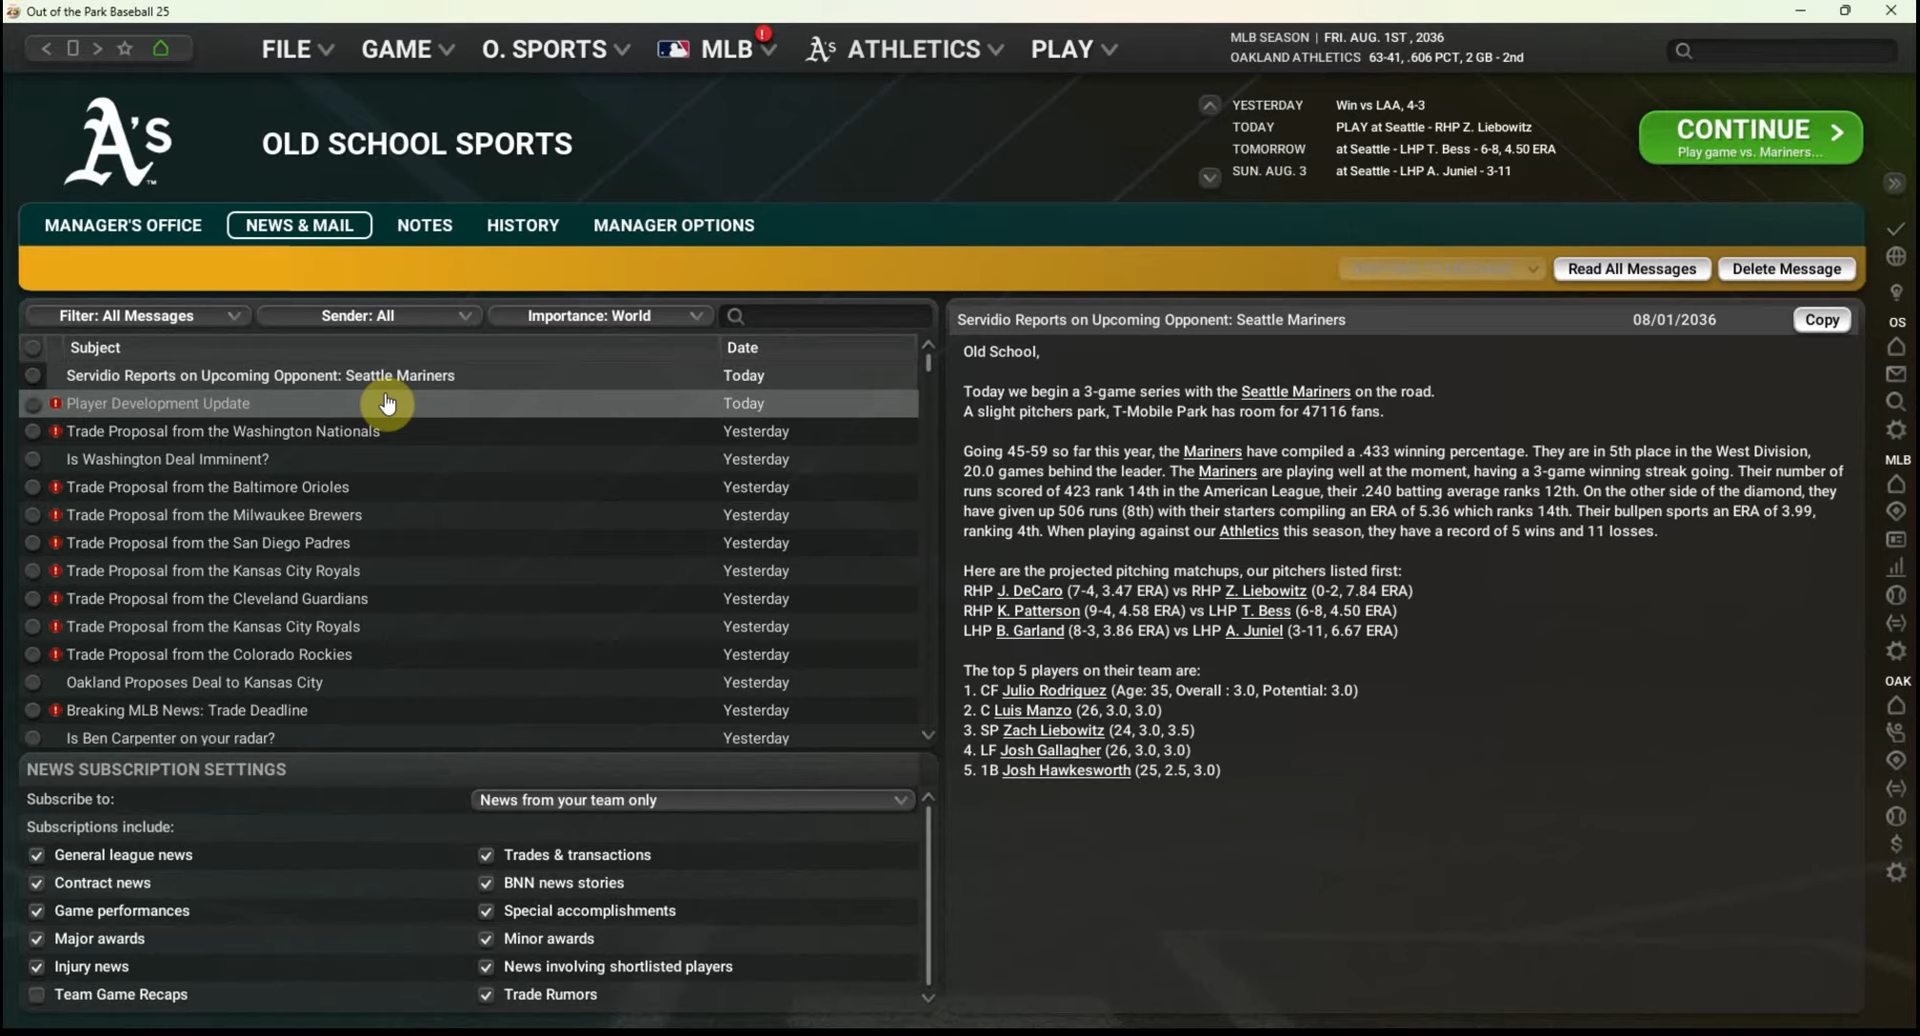 Out of the Park Baseball 25
FILE GAME O. SPORTS MLB ATHLETICS PLAY
MLB SEASON | FRI. AUG. 1ST , 2036
OAKLAND ATHLETICS 63-41, .606 PCT, 2 GB - 2nd
A's
OLD SCHOOL SPORTS
YESTERDAY Win vs LAA, 4-3
TODAY PLAY at Seattle - RHP Z. Liebowitz
TOMORROW at Seattle - LHP T. Bess - 6-8, 4.50 ERA
SUN. AUG. 3 at Seattle - LHP A. Juniel - 3-11
CONTINUE
Play game vs. Mariners...
MANAGER'S OFFICE NEWS & MAIL NOTES HISTORY MANAGER OPTIONS
Read All Messages Delete Message
Filter: All Messages Sender: All Importance: World
Subject Date
Servidio Reports on Upcoming Opponent: Seattle Mariners Today
Player Development Update Today
Trade Proposal from the Washington Nationals Yesterday
Is Washington Deal Imminent? Yesterday
Trade Proposal from the Baltimore Orioles Yesterday
Trade Proposal from the Milwaukee Brewers Yesterday
Trade Proposal from the San Diego Padres Yesterday
Trade Proposal from the Kansas City Royals Yesterday
Trade Proposal from the Cleveland Guardians Yesterday
Trade Proposal from the Kansas City Royals Yesterday
Trade Proposal from the Colorado Rockies Yesterday
Oakland Proposes Deal to Kansas City Yesterday
Breaking MLB News: Trade Deadline Yesterday
Is Ben Carpenter on your radar? Yesterday
NEWS SUBSCRIPTION SETTINGS
Subscribe to: News from your team only
Subscriptions include:
General league news Trades & transactions
Contract news BNN news stories
Game performances Special accomplishments
Major awards Minor awards
Injury news News involving shortlisted players
Team Game Recaps Trade Rumors
Servidio Reports on Upcoming Opponent: Seattle Mariners 08/01/2036 Copy
Old School,
Today we begin a 3-game series with the Seattle Mariners on the road.
A slight pitchers park, T-Mobile Park has room for 47116 fans.
Going 45-59 so far this year, the Mariners have compiled a .433 winning percentage. They are in 5th place in the West Division,
20.0 games behind the leader. The Mariners are playing well at the moment, having a 3-game winning streak going. Their number of
runs scored of 423 rank 14th in the American League, their .240 batting average ranks 12th. On the other side of the diamond, they
have given up 506 runs (8th) with their starters compiling an ERA of 5.36 which ranks 14th. Their bullpen sports an ERA of 3.99,
ranking 4th. When playing against our Athletics this season, they have a record of 5 wins and 11 losses.
Here are the projected pitching matchups, our pitchers listed first:
RHP J. DeCaro (7-4, 3.47 ERA) vs RHP Z. Liebowitz (0-2, 7.84 ERA)
RHP K. Patterson (9-4, 4.58 ERA) vs LHP T. Bess (6-8, 4.50 ERA)
LHP B. Garland (8-3, 3.86 ERA) vs LHP A. Juniel (3-11, 6.67 ERA)
The top 5 players on their team are:
1. CF Julio Rodriguez (Age: 35, Overall : 3.0, Potential: 3.0)
2. C Luis Manzo (26, 3.0, 3.0)
3. SP Zach Liebowitz (24, 3.0, 3.5)
4. LF Josh Gallagher (26, 3.0, 3.0)
5. 1B Josh Hawkesworth (25, 2.5, 3.0)
OS
MLB
OAK